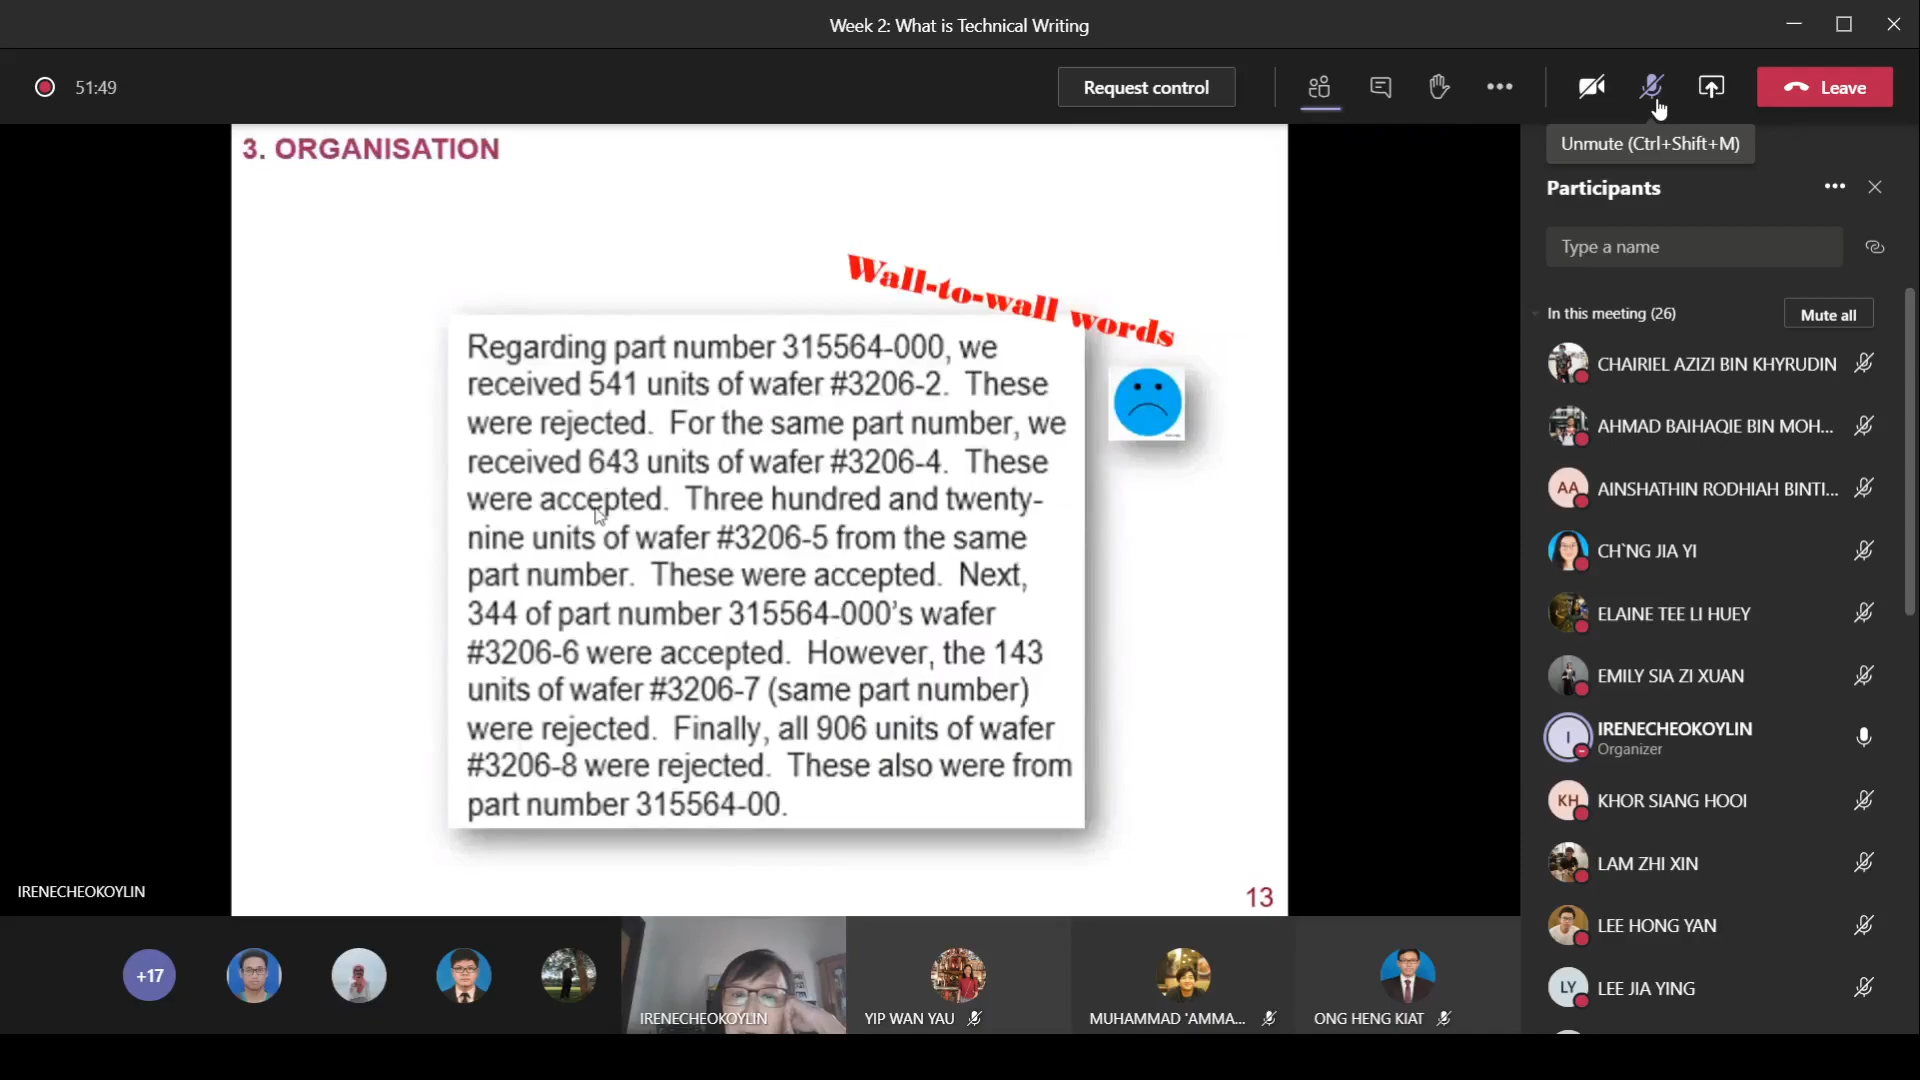 Week 2: What is Technical Writing
51:49
Request control
Leave
Unmute (Ctrl+Shift+M)
3. ORGANISATION
Wall-to-wall words
Regarding part number 315564-000, we
received 541 units of wafer #3206-2. These
were rejected. For the same part number, we
received 643 units of wafer #3206-4. These
were accepted. Three hundred and twenty-
nine units of wafer #3206-5 from the same
part number. These were accepted. Next,
344 of part number 315564-000's wafer
#3206-6 were accepted. However, the 143
units of wafer #3206-7 (same part number)
were rejected. Finally, all 906 units of wafer
#3206-8 were rejected. These also were from
part number 315564-00.
13
IRENECHEOKOYLIN
Participants
Type a name
In this meeting (26)
Mute all
CHAIRIEL AZIZI BIN KHYRUDIN
AHMAD BAIHAQIE BIN MOH...
AA
AINSHATHIN RODHIAH BINTI...
CH`NG JIA YI
ELAINE TEE LI HUEY
EMILY SIA ZI XUAN
I
IRENECHEOKOYLIN
Organizer
KH
KHOR SIANG HOOI
LAM ZHI XIN
LEE HONG YAN
LY
LEE JIA YING
+17
IRENECHEOKOYLIN
YIP WAN YAU
MUHAMMAD 'AMMA...
ONG HENG KIAT